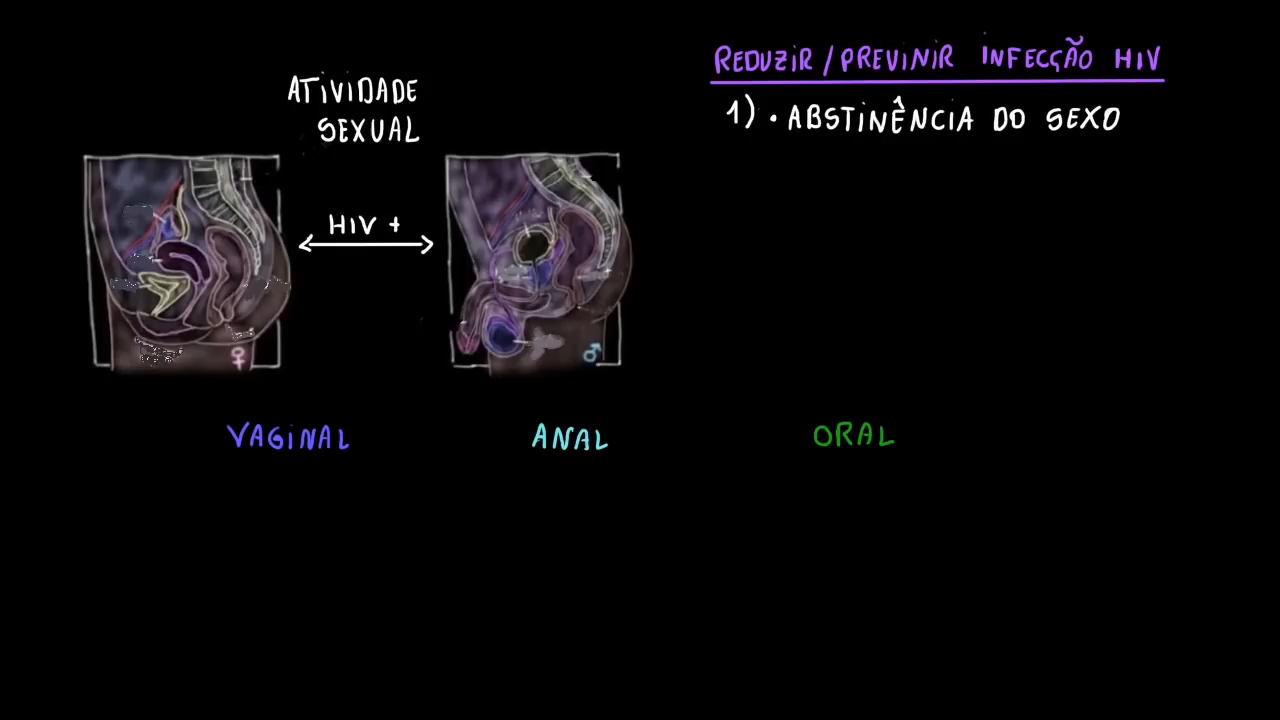 REDUZIR / PREVINIR INFECÇÃO HIV
1) • ABSTINÊNCIA DO SEXO
ATIVIDADE
SEXUAL
HIV +
♀
♂
VAGINAL
ANAL
ORAL